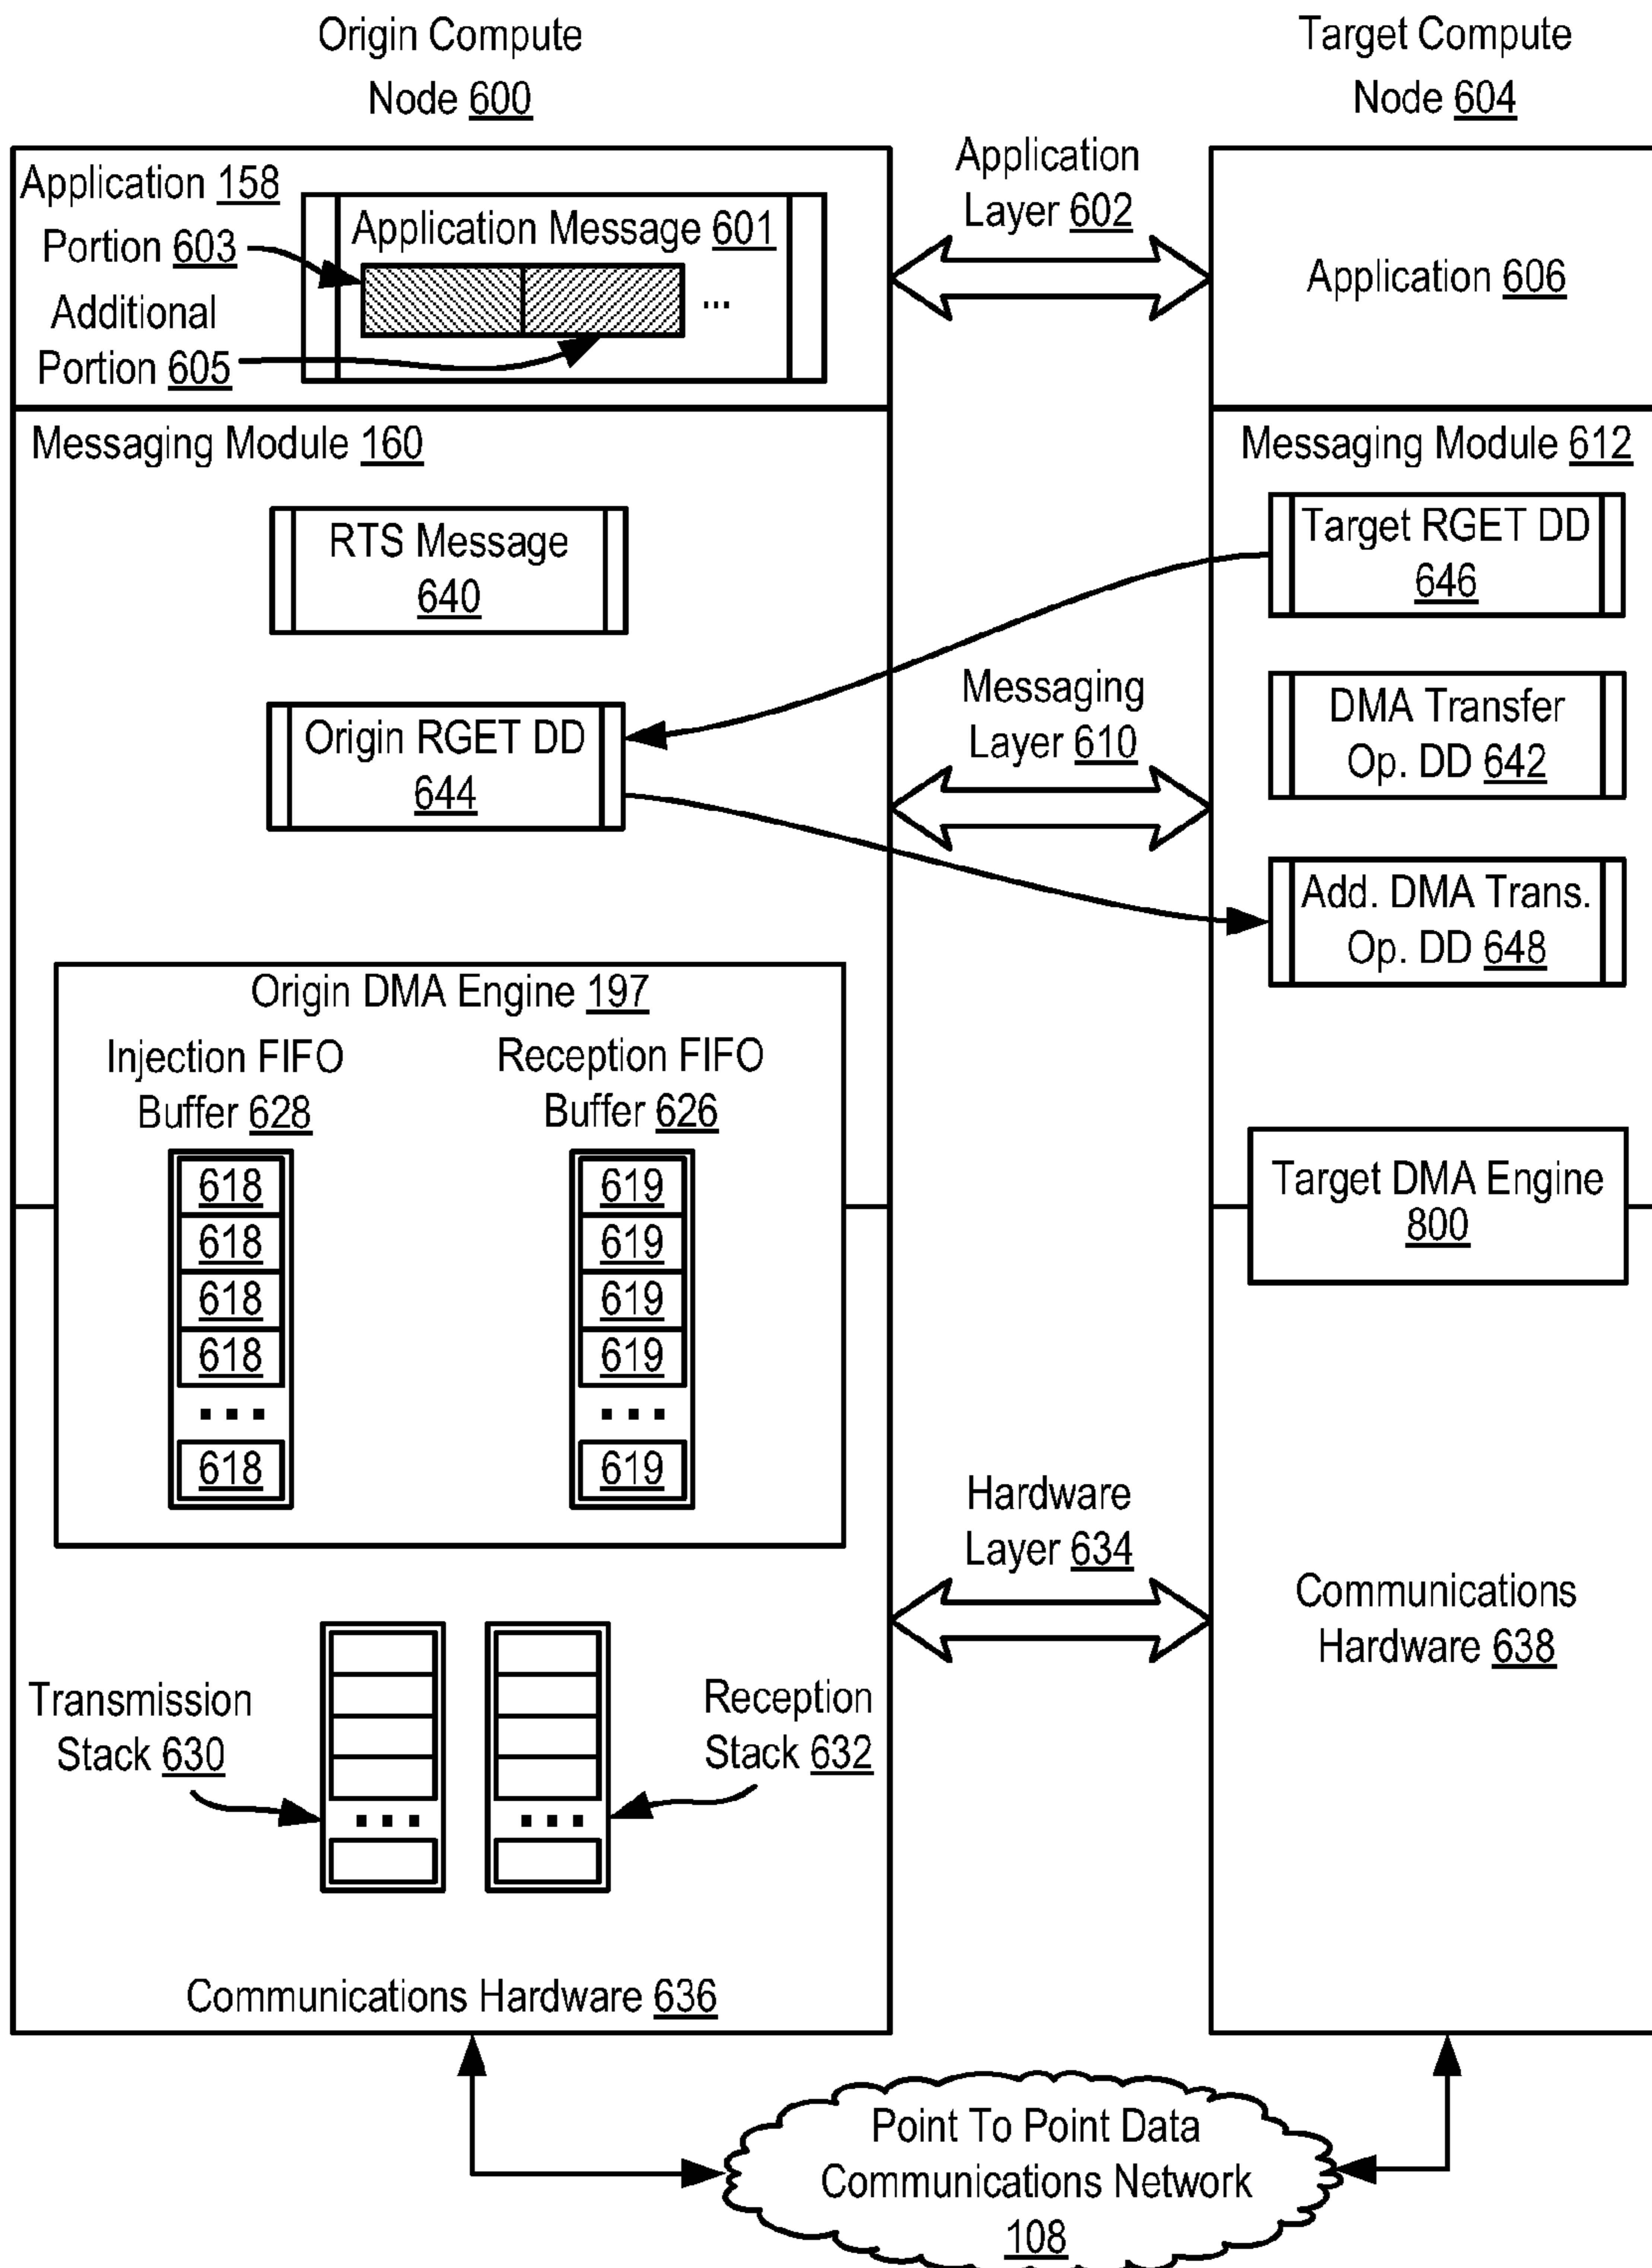 Origin Compute
Node 600
Target Compute
Node 604
Application 158
Portion 603
Additional
Portion 605
Application Message 601
...
Application
Layer 602
Application 606
Messaging Module 160
RTS Message
640
Origin RGET DD
644
Messaging
Layer 610
Messaging Module 612
Target RGET DD
646
DMA Transfer
Op. DD 642
Add. DMA Trans.
Op. DD 648
Origin DMA Engine 197
Injection FIFO
Buffer 628
618
618
618
618
...
618
Reception FIFO
Buffer 626
619
619
619
619
...
619
Target DMA Engine
800
Hardware
Layer 634
Transmission
Stack 630
...
...
Reception
Stack 632
Communications Hardware 636
Communications
Hardware 638
Point To Point Data
Communications Network
108